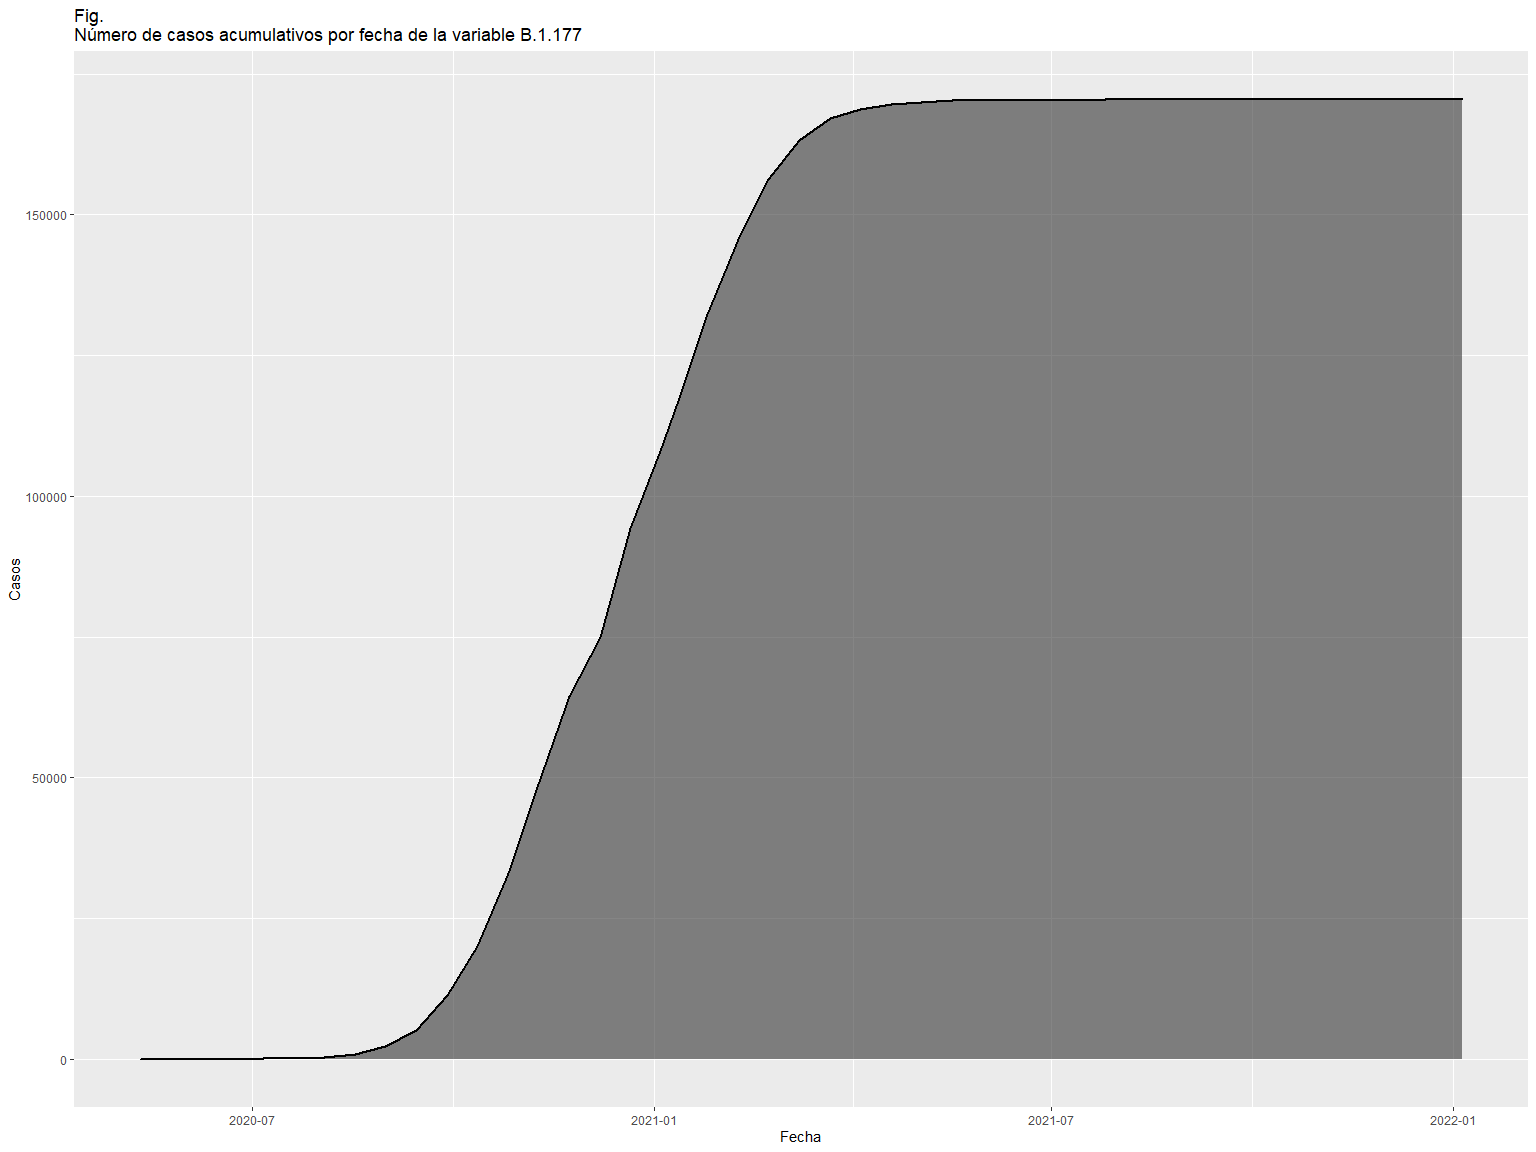 Fig.
Número de casos acumulativos por fecha de la variable B.1.177
150000
100000
50000
0
Casos
2020-07
2021-01
2021-07
2022-01
Fecha